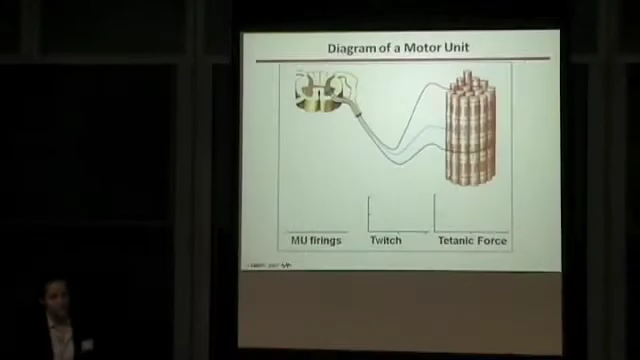 Diagram of a Motor Unit
MU firings
Twitch
Tetanic Force